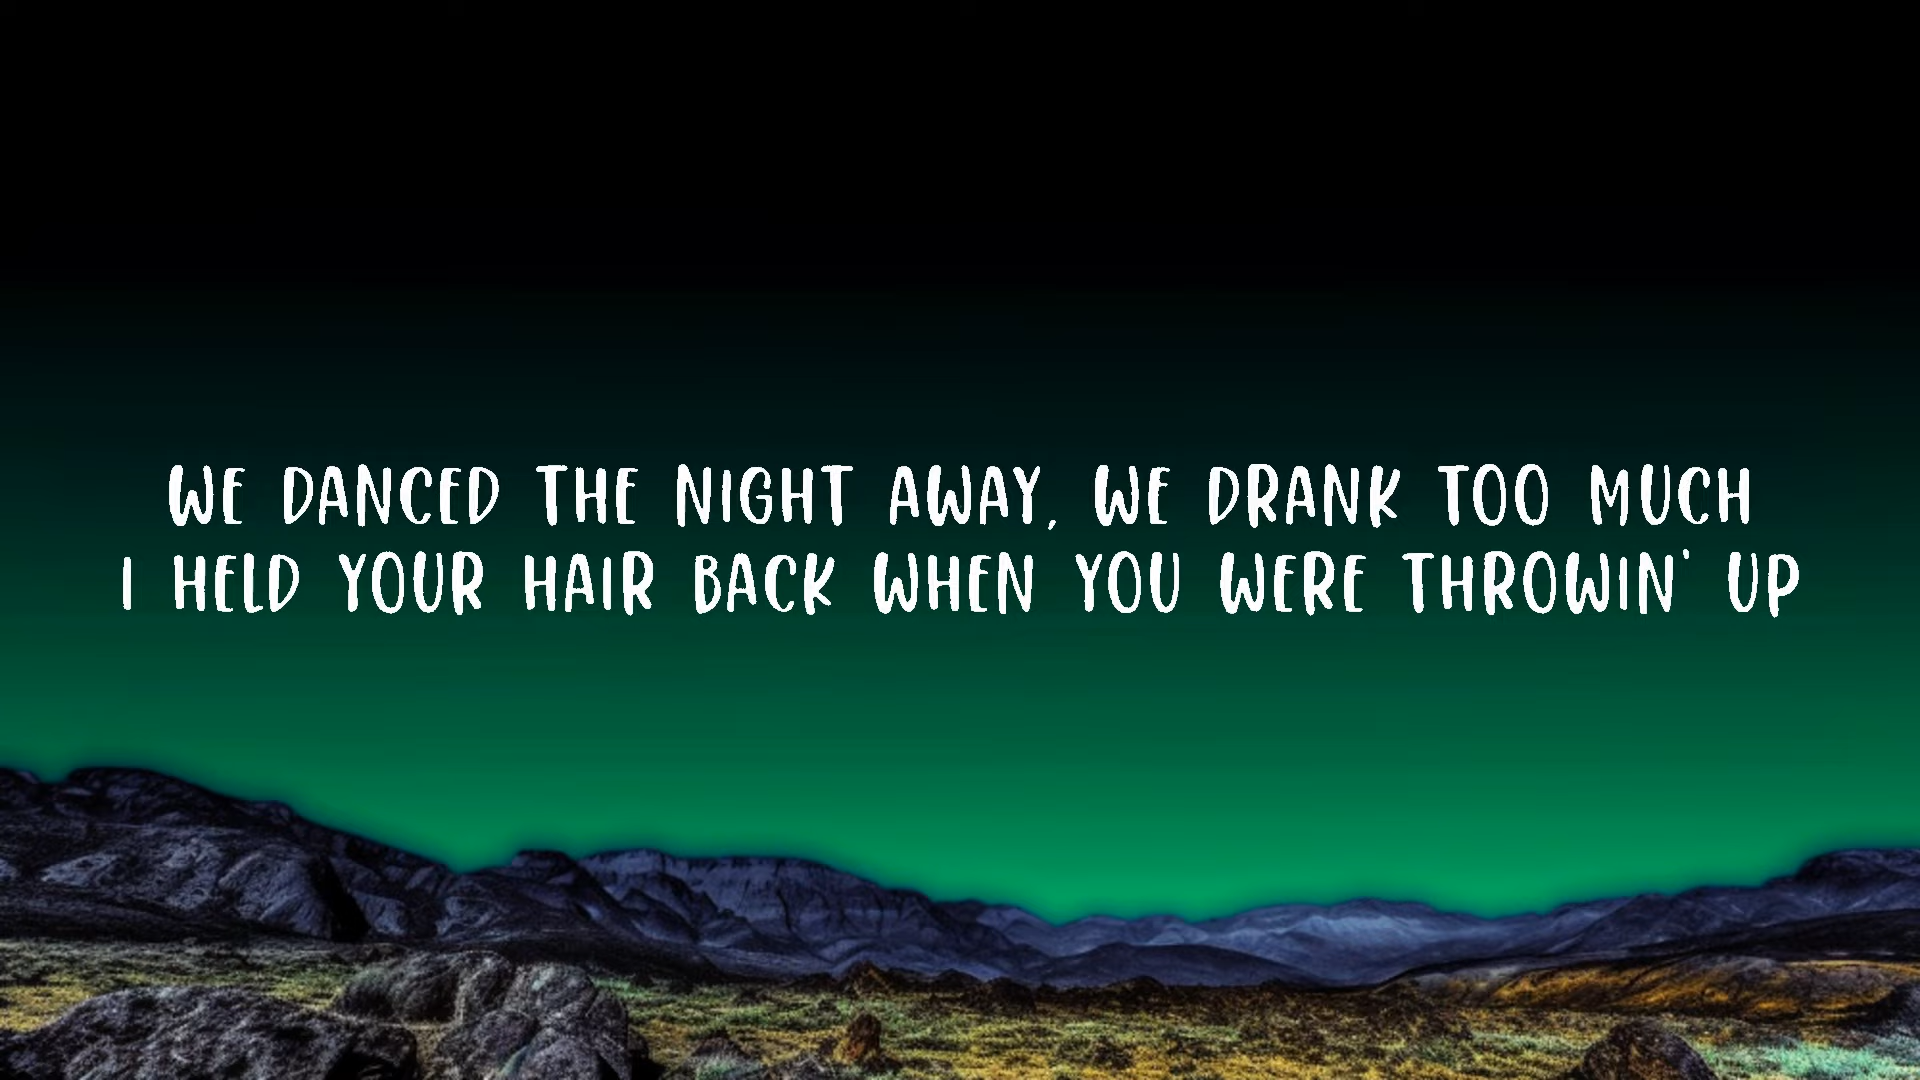 WE DANCED THE NIGHT AWAY, WE DRANK TOO MUCH
I HELD YOUR HAIR BACK WHEN YOU WERE THROWIN' UP